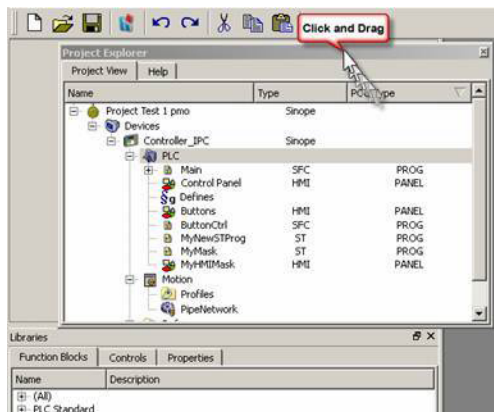 Click and Drag
Project Explorer
Project View Help
Name Type
Project Test 1 pmo Sinope
Devices
Controller_IPC Sinope
PLC
Main SFC PROG
Control Panel HMI PANEL
Defines
Buttons HMI PANEL
ButtonCtrl SFC PROG
MyNewSTProg ST PROG
MyMask ST PROG
MyHMIMask HMI PANEL
Motion
Profiles
PipeNetwork
Libraries
Function Blocks Controls Properties
Name Description
(All)
PLC Standard